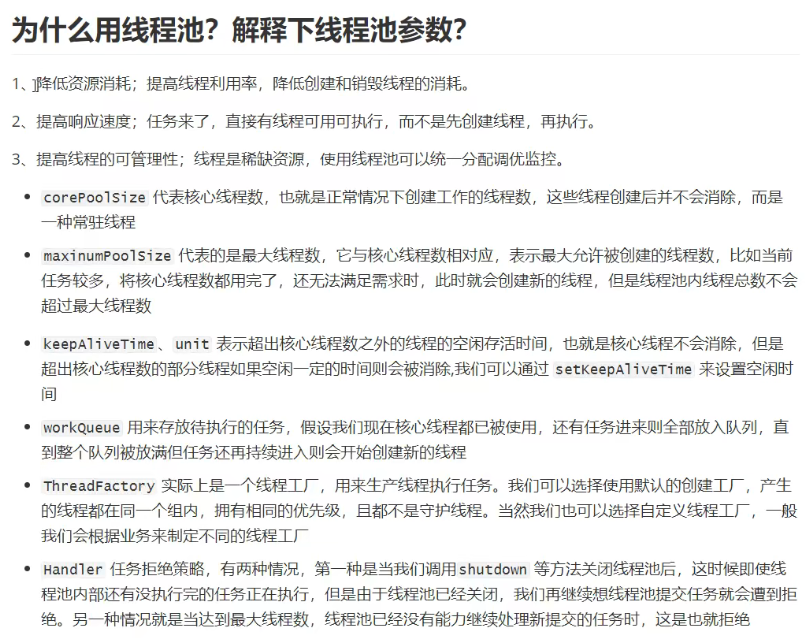 为什么用线程池？解释下线程池参数？
1、降低资源消耗；提高线程利用率，降低创建和销毁线程的消耗。
2、提高响应速度；任务来了，直接有线程可用可执行，而不是先创建线程，再执行。
3、提高线程的可管理性；线程是稀缺资源，使用线程池可以统一分配调优监控。
• corePoolSize 代表核心线程数，也就是正常情况下创建工作的线程数，这些线程创建后并不会消除，而是
一种常驻线程
• maxinumPoolSize 代表的是最大线程数，它与核心线程数相对应，表示最大允许被创建的线程数，比如当前
任务较多，将核心线程数都用完了，还无法满足需求时，此时就会创建新的线程，但是线程池内线程总数不会
超过最大线程数
• keepAliveTime、unit 表示超出核心线程数之外的线程的空闲存活时间，也就是核心线程不会消除，但是
超出核心线程数的部分线程如果空闲一定的时间则会被消除,我们可以通过 setKeepAliveTime 来设置空闲时
间
• workQueue 用来存放待执行的任务，假设我们现在核心线程都已被使用，还有任务进来则全部放入队列，直
到整个队列被放满但任务还再持续进入则会开始创建新的线程
• ThreadFactory 实际上是一个线程工厂，用来生产线程执行任务。我们可以选择使用默认的创建工厂，产生
的线程都在同一个组内，拥有相同的优先级，且都不是守护线程。当然我们也可以选择自定义线程工厂，一般
我们会根据业务来制定不同的线程工厂
• Handler 任务拒绝策略，有两种情况，第一种是当我们调用shutdown 等方法关闭线程池后，这时候即使线
程池内部还有没执行完的任务正在执行，但是由于线程池已经关闭，我们再继续想线程池提交任务就会遭到拒
绝。另一种情况就是当达到最大线程数，线程池已经没有能力继续处理新提交的任务时，这是也就拒绝